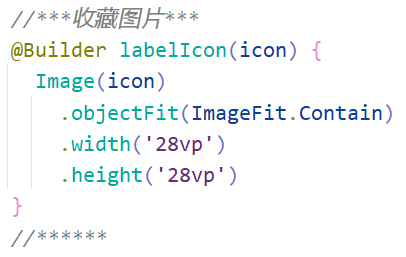 //***收藏图片***
@Builder labelIcon(icon) {
  Image(icon)
    .objectFit(ImageFit.Contain)
    .width('28vp')
    .height('28vp')
}
//******